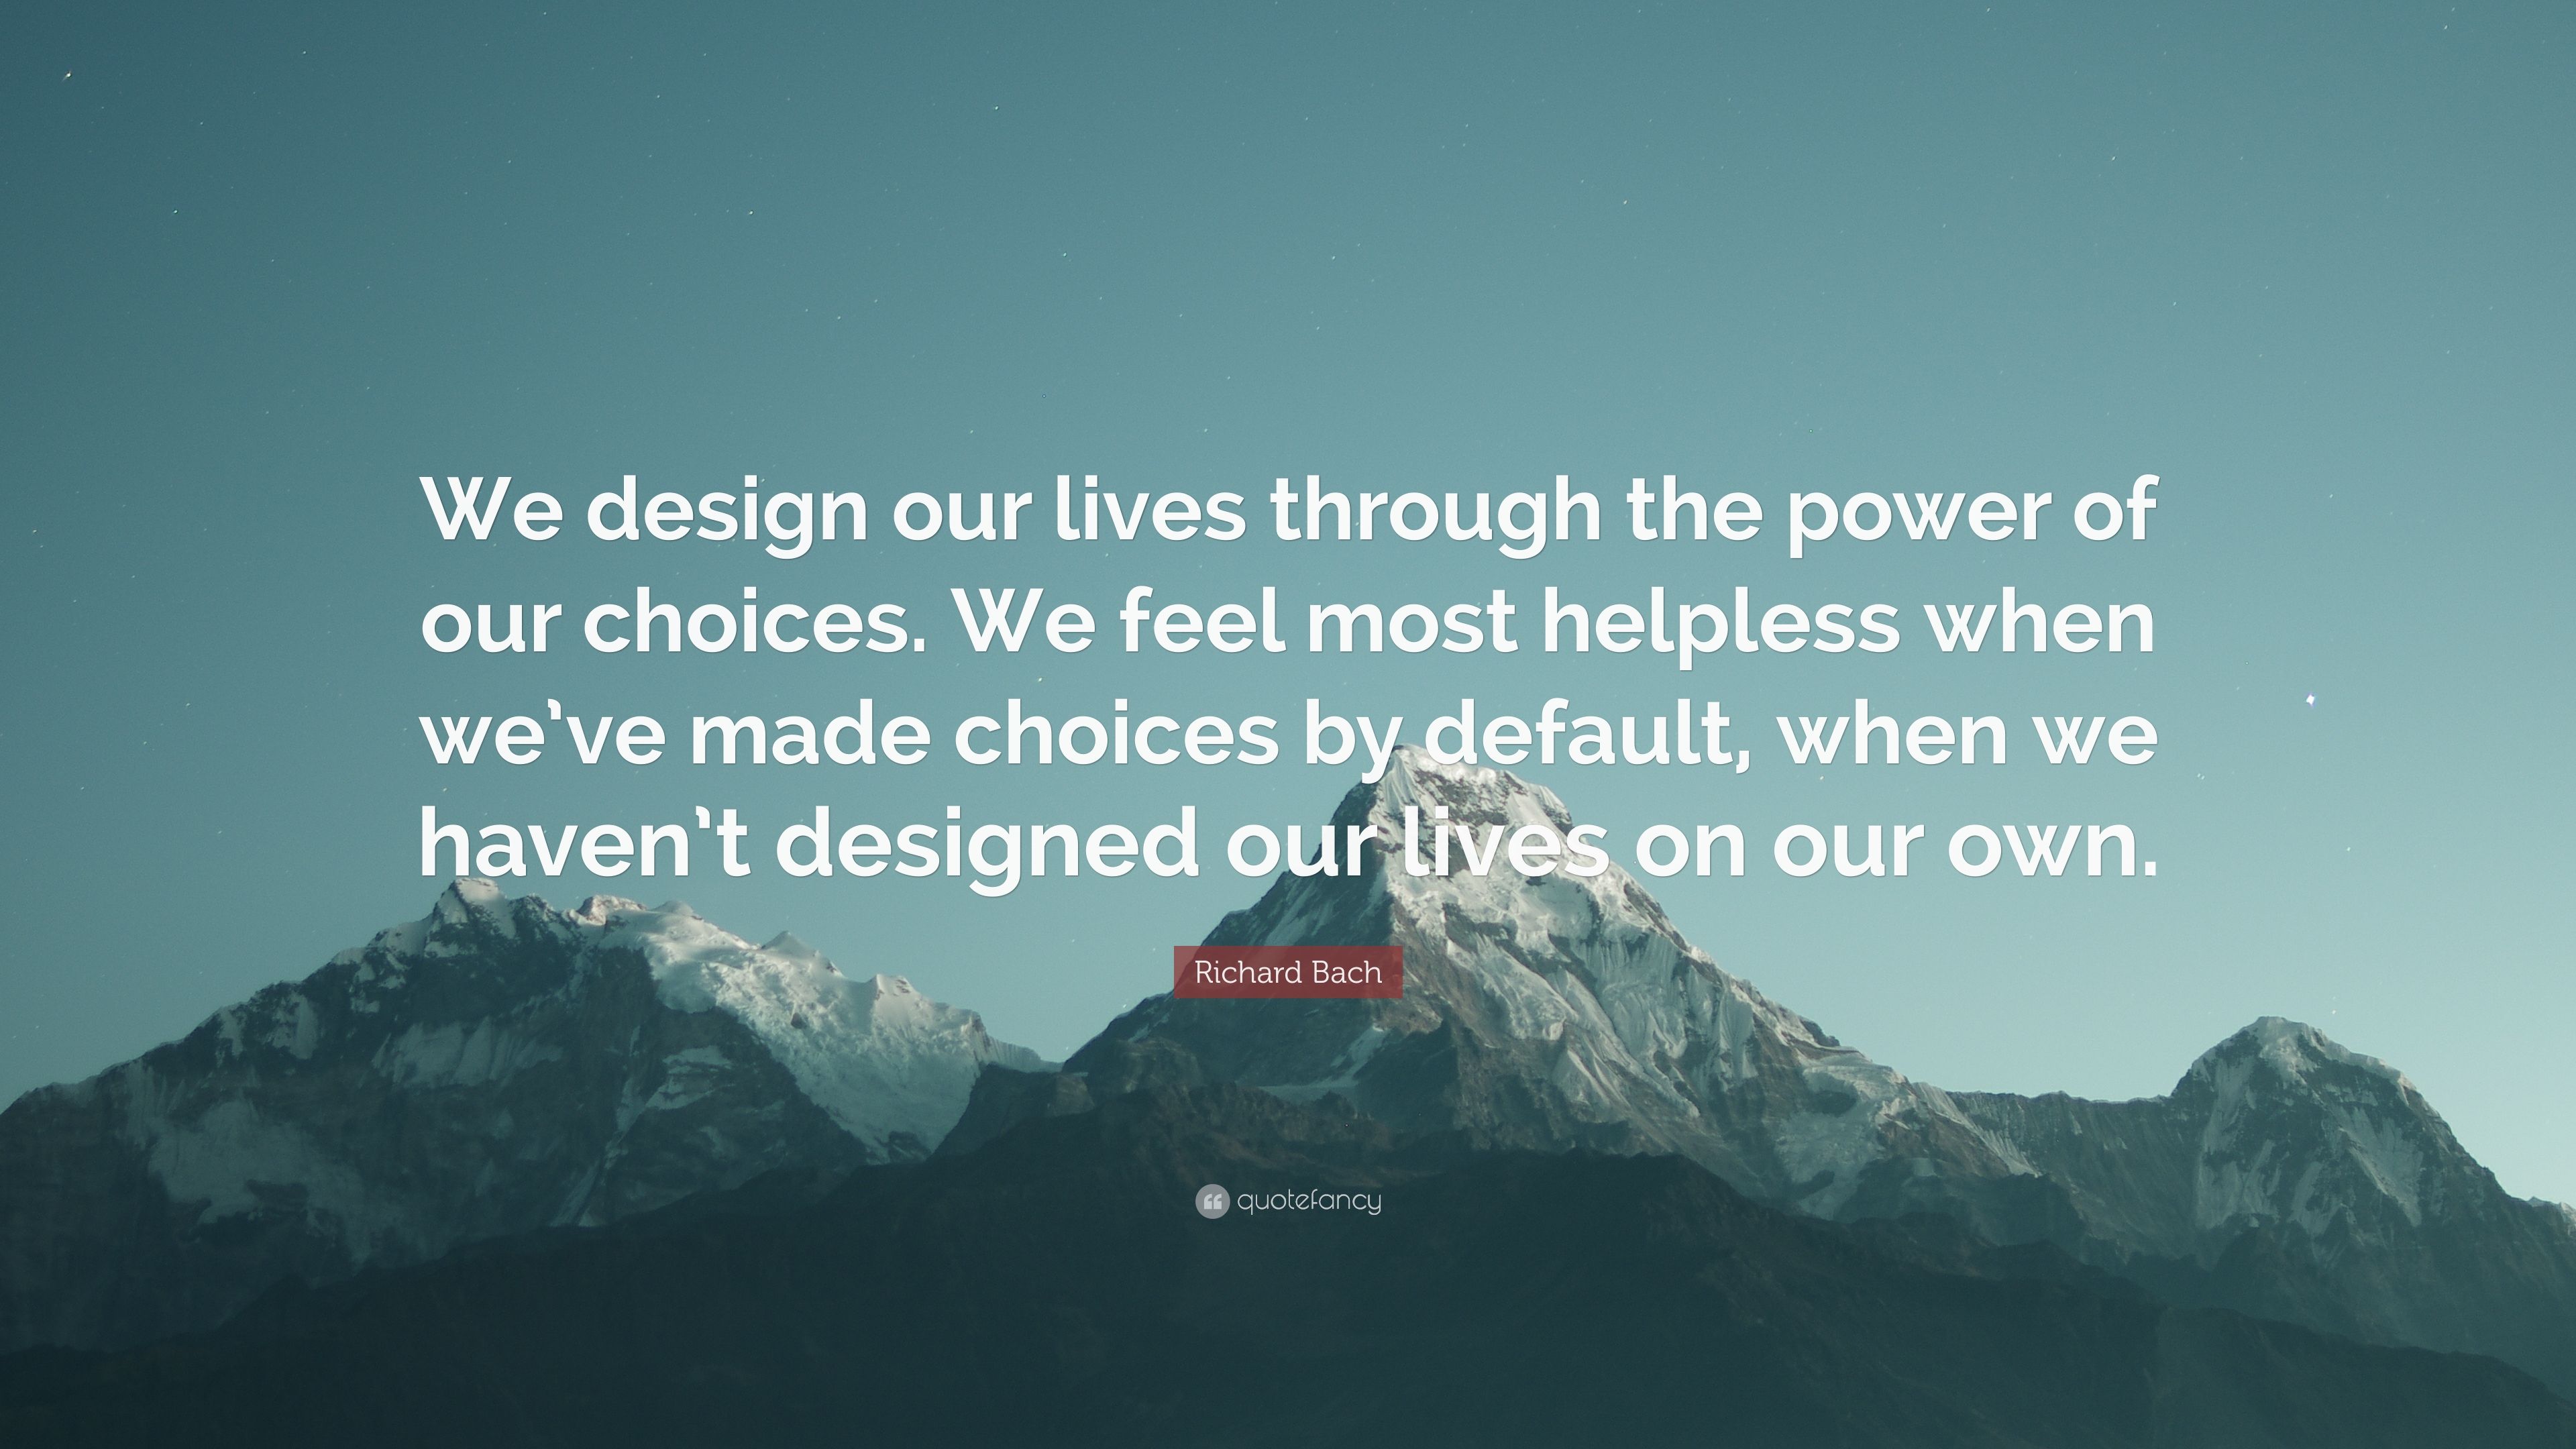 We design our lives through the power of
our choices. We feel most helpless when
we’ve made choices by default, when we
haven’t designed our lives on our own.
Richard Bach
quotefancy